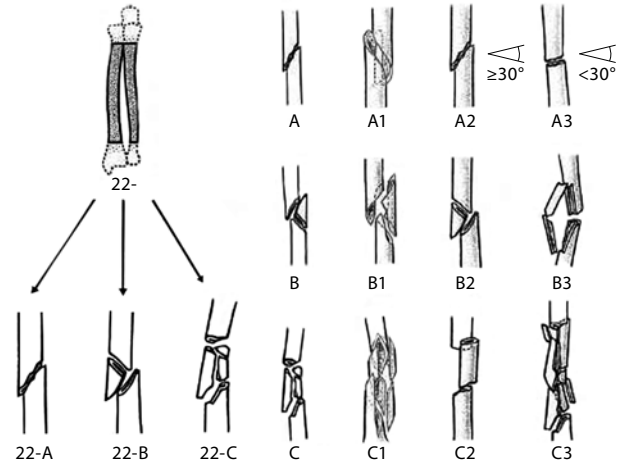 22-
22-A 22-B 22-C
A A1 A2 A3
≥30° <30°
B B1 B2 B3
C C1 C2 C3